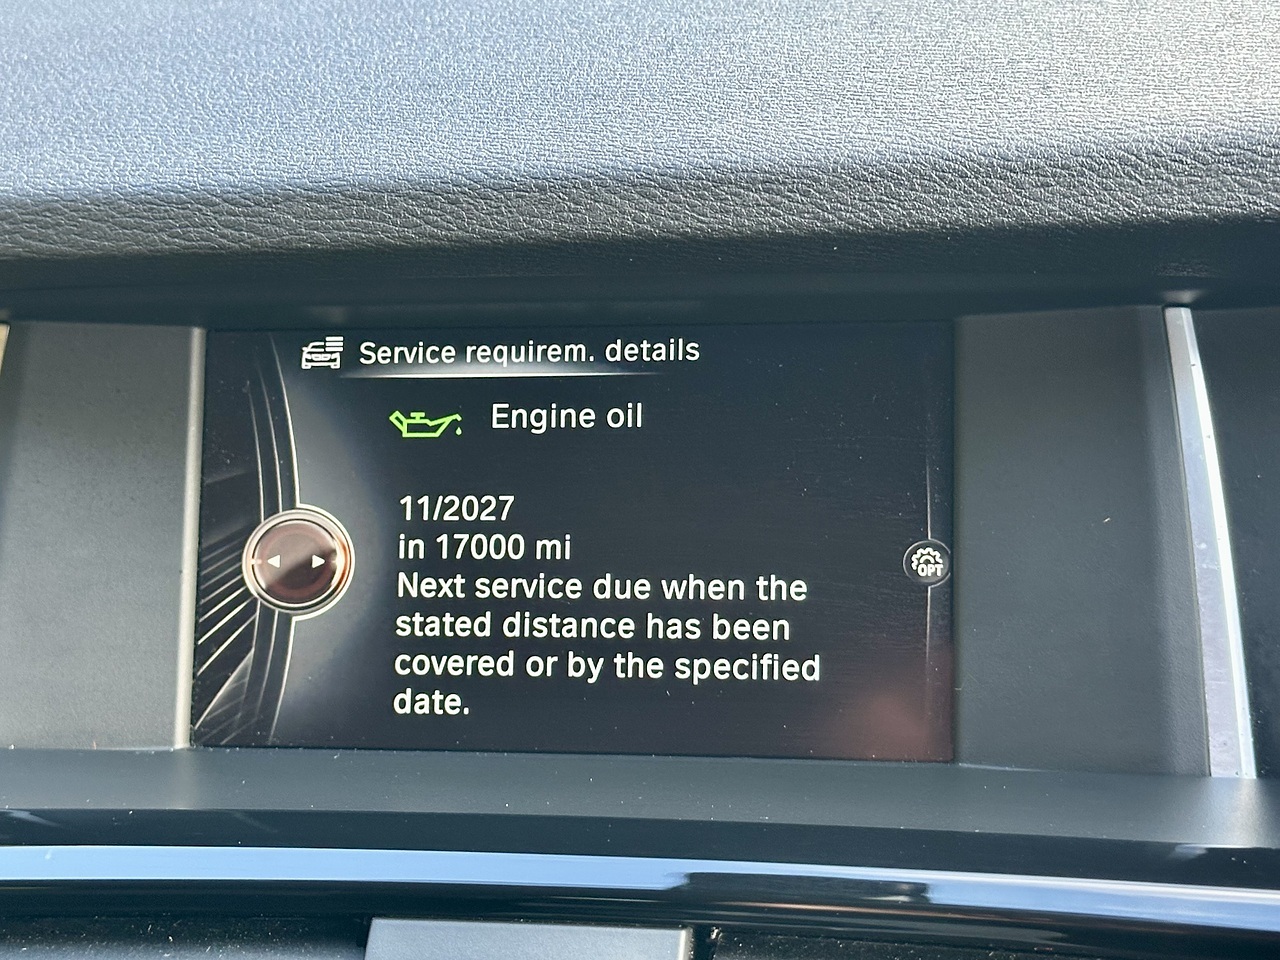 Service requirem. details
Engine oil
11/2027
in 17000 mi
Next service due when the
stated distance has been
covered or by the specified
date.
OPT